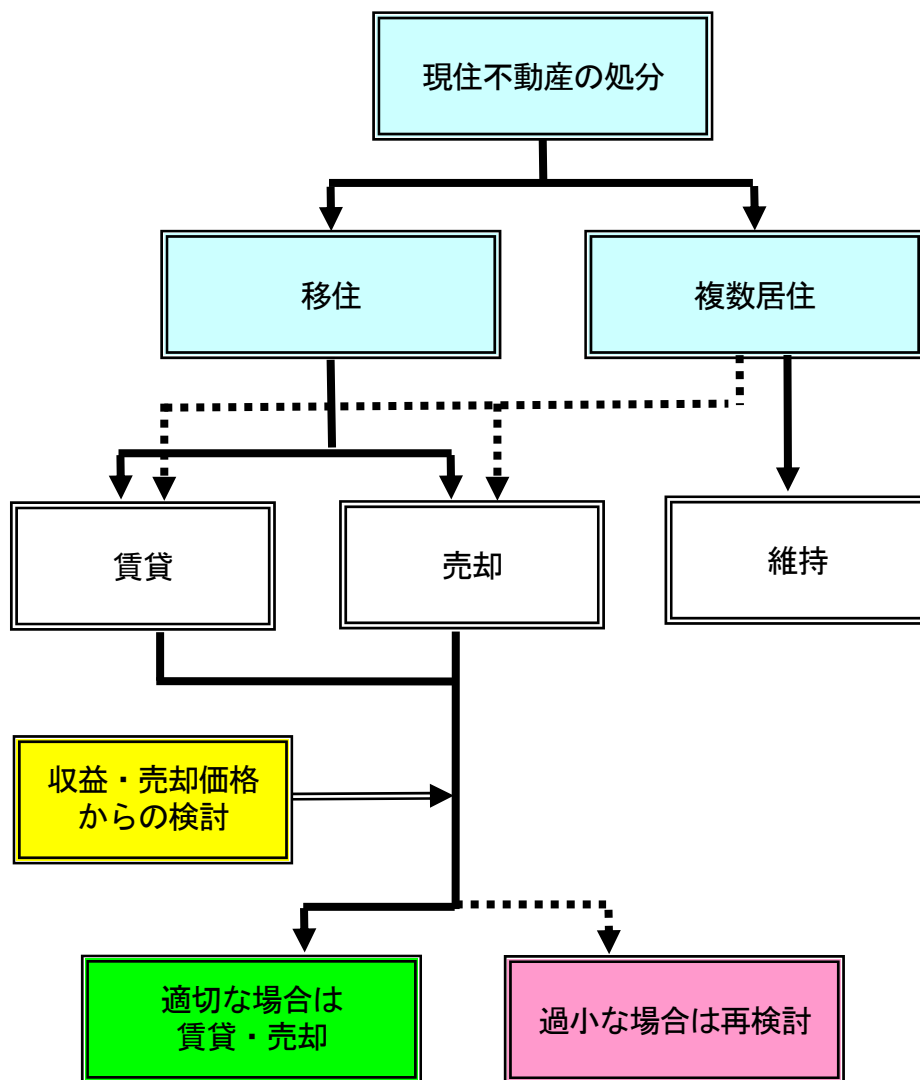 現住不動産の処分
移住
複数居住
賃貸
売却
維持
収益・売却価格
からの検討
適切な場合は
賃貸・売却
過小な場合は再検討